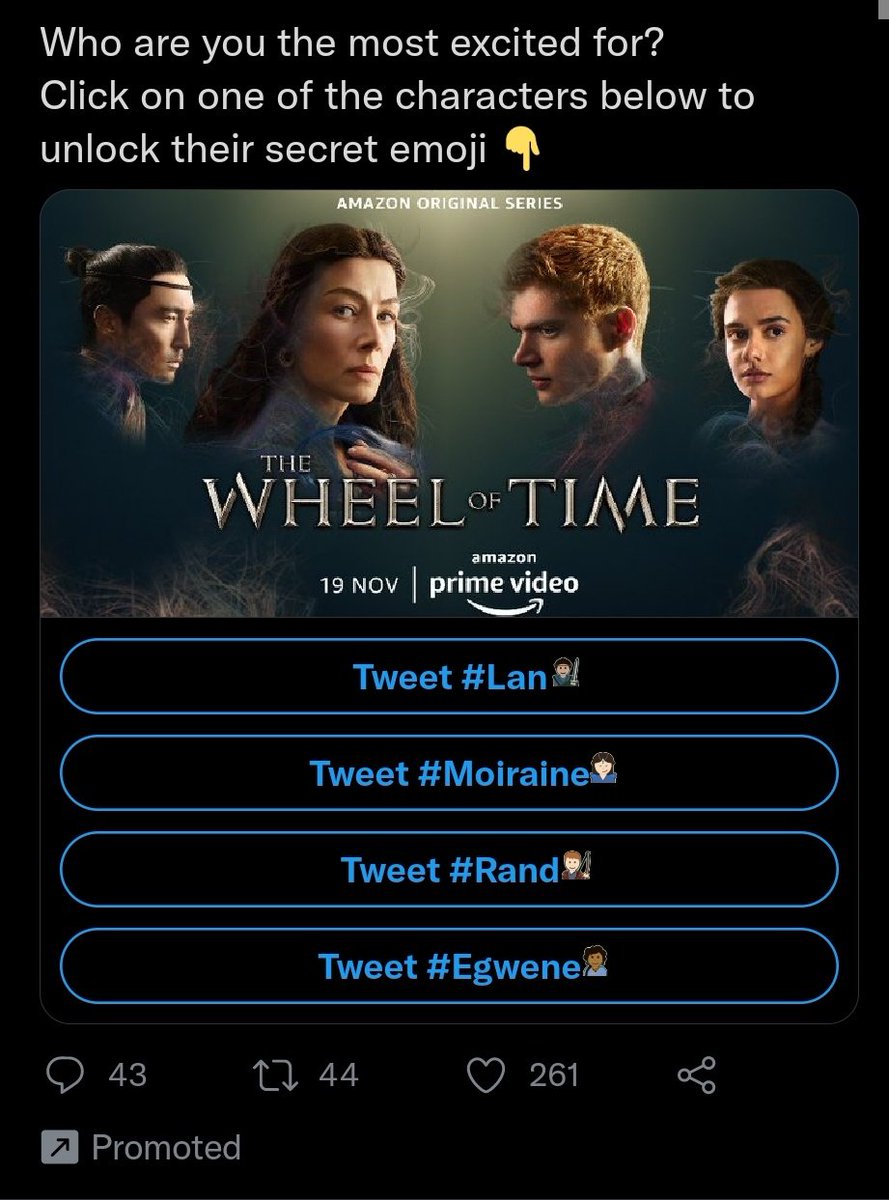 Who are you the most excited for?
Click on one of the characters below to
unlock their secret emoji 👇
AMAZON ORIGINAL SERIES
THE
WHEEL OF TIME
19 NOV | amazon prime video
Tweet #Lan
Tweet #Moiraine
Tweet #Rand
Tweet #Egwene
43 44 261
Promoted